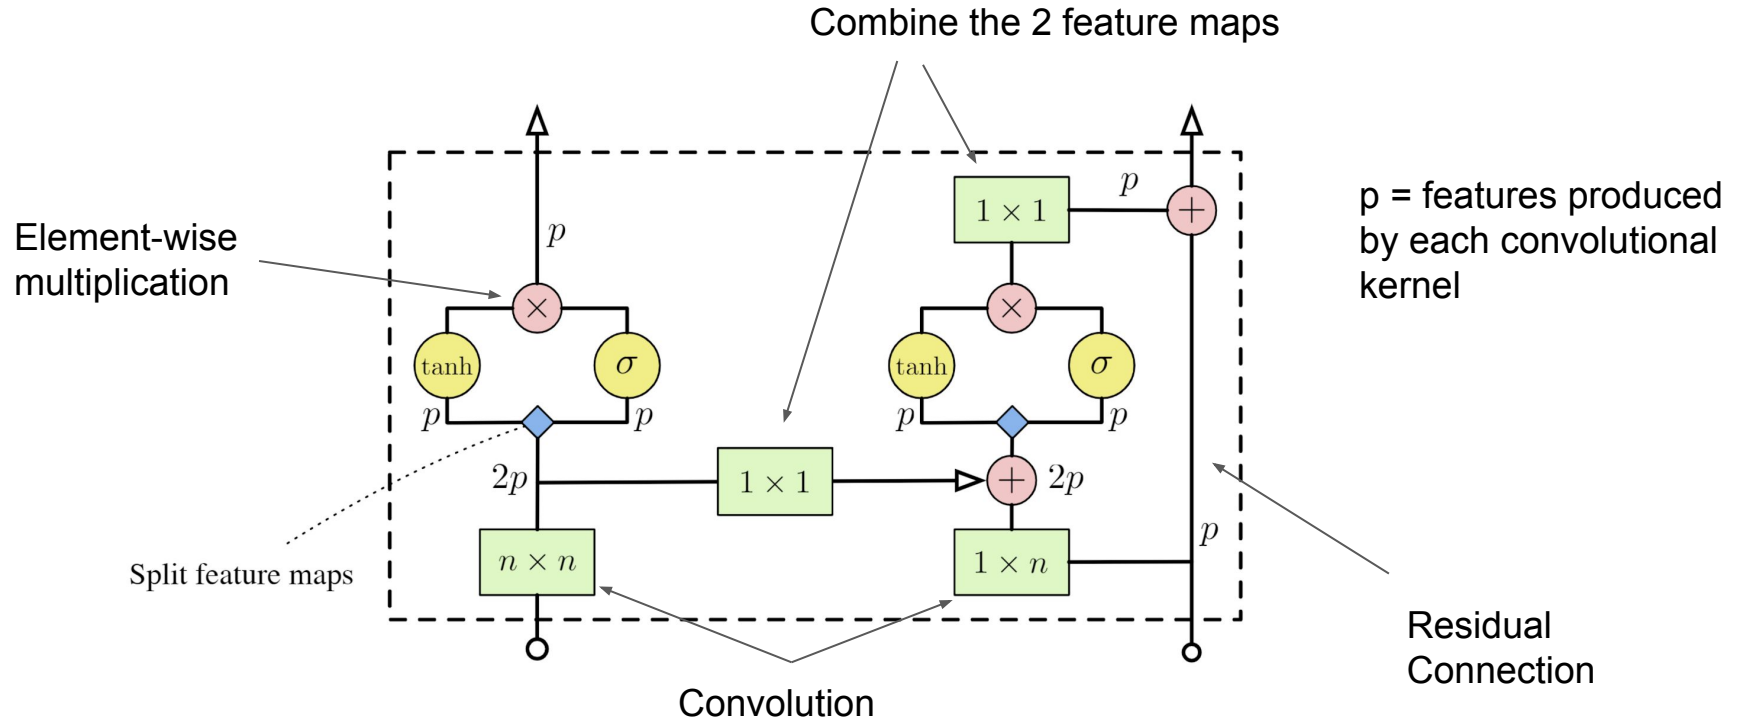 Combine the 2 feature maps
p
1 × 1
+
p = features produced
by each convolutional
kernel
Element-wise
multiplication
p
×
×
tanh
σ
tanh
σ
p
p
p
p
2p
1 × 1
+
2p
n × n
1 × n
p
Split feature maps
Residual
Connection
Convolution